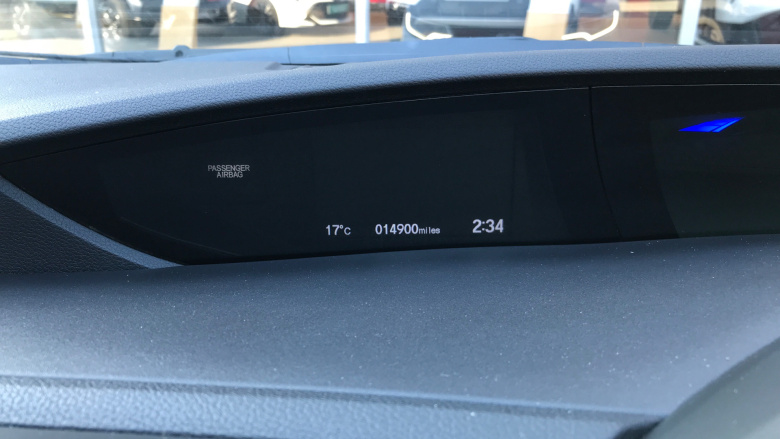 PASSENGER
AIRBAG
17°C 014900miles 2:34